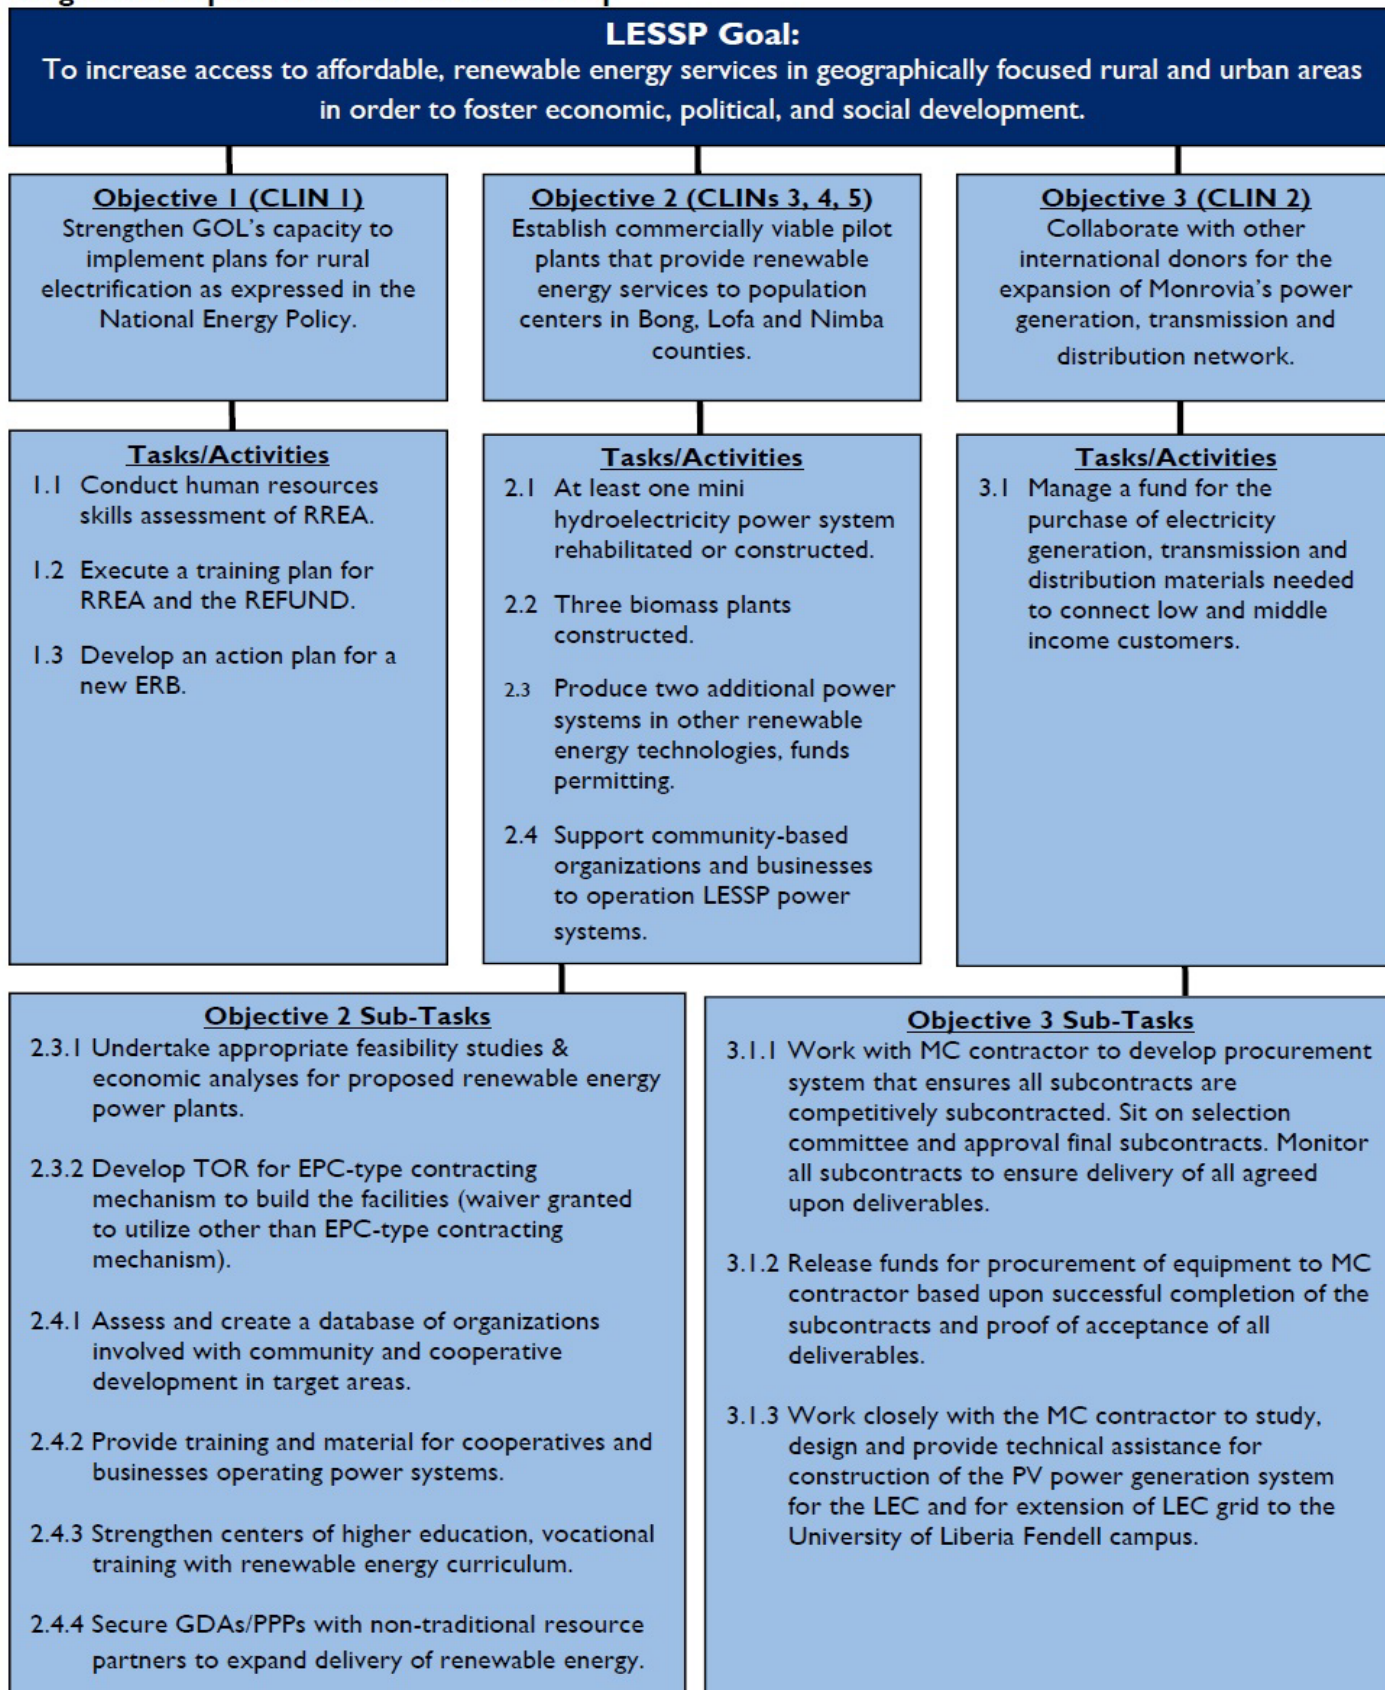 LESSP Goal:
To increase access to affordable, renewable energy services in geographically focused rural and urban areas
in order to foster economic, political, and social development.
Objective 1 (CLIN 1)
Strengthen GOL's capacity to
implement plans for rural
electrification as expressed in the
National Energy Policy.
Objective 2 (CLINs 3, 4, 5)
Establish commercially viable pilot
plants that provide renewable
energy services to population
centers in Bong, Lofa and Nimba
counties.
Objective 3 (CLIN 2)
Collaborate with other
international donors for the
expansion of Monrovia's power
generation, transmission and
distribution network.
Tasks/Activities
1.1 Conduct human resources
skills assessment of RREA.
1.2 Execute a training plan for
RREA and the REFUND.
1.3 Develop an action plan for a
new ERB.
Tasks/Activities
2.1 At least one mini
hydroelectricity power system
rehabilitated or constructed.
2.2 Three biomass plants
constructed.
2.3 Produce two additional power
systems in other renewable
energy technologies, funds
permitting.
2.4 Support community-based
organizations and businesses
to operation LESSP power
systems.
Tasks/Activities
3.1 Manage a fund for the
purchase of electricity
generation, transmission and
distribution materials needed
to connect low and middle
income customers.
Objective 2 Sub-Tasks
2.3.1 Undertake appropriate feasibility studies &
economic analyses for proposed renewable energy
power plants.
2.3.2 Develop TOR for EPC-type contracting
mechanism to build the facilities (waiver granted
to utilize other than EPC-type contracting
mechanism).
2.4.1 Assess and create a database of organizations
involved with community and cooperative
development in target areas.
2.4.2 Provide training and material for cooperatives and
businesses operating power systems.
2.4.3 Strengthen centers of higher education, vocational
training with renewable energy curriculum.
2.4.4 Secure GDAs/PPPs with non-traditional resource
partners to expand delivery of renewable energy.
Objective 3 Sub-Tasks
3.1.1 Work with MC contractor to develop procurement
system that ensures all subcontracts are
competitively subcontracted. Sit on selection
committee and approval final subcontracts. Monitor
all subcontracts to ensure delivery of all agreed
upon deliverables.
3.1.2 Release funds for procurement of equipment to MC
contractor based upon successful completion of the
subcontracts and proof of acceptance of all
deliverables.
3.1.3 Work closely with the MC contractor to study,
design and provide technical assistance for
construction of the PV power generation system
for the LEC and for extension of LEC grid to the
University of Liberia Fendell campus.